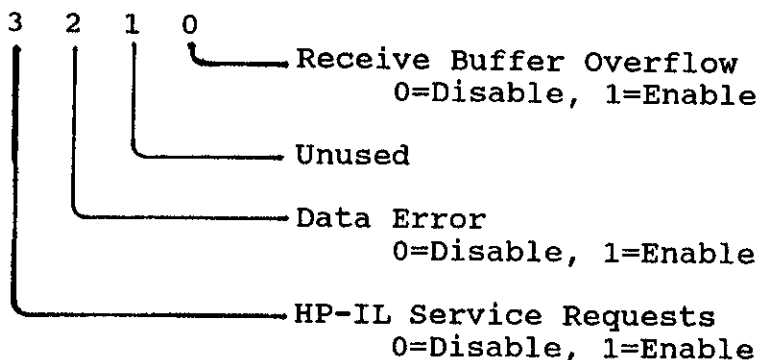 3 2 1 0
Receive Buffer Overflow
0=Disable, 1=Enable
Unused
Data Error
0=Disable, 1=Enable
HP-IL Service Requests
0=Disable, 1=Enable